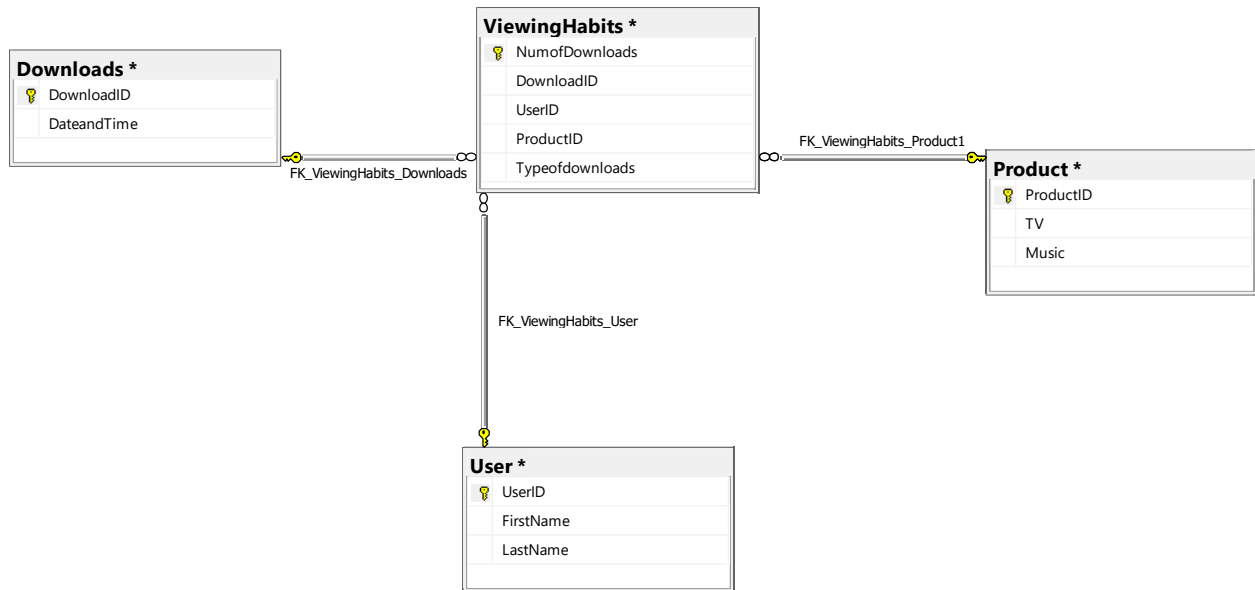 Downloads *
DownloadID
DateandTime
FK_ViewingHabits_Downloads
ViewingHabits *
NumofDownloads
DownloadID
UserID
ProductID
Typeofdownloads
FK_ViewingHabits_Product1
Product *
ProductID
TV
Music
FK_ViewingHabits_User
User *
UserID
FirstName
LastName